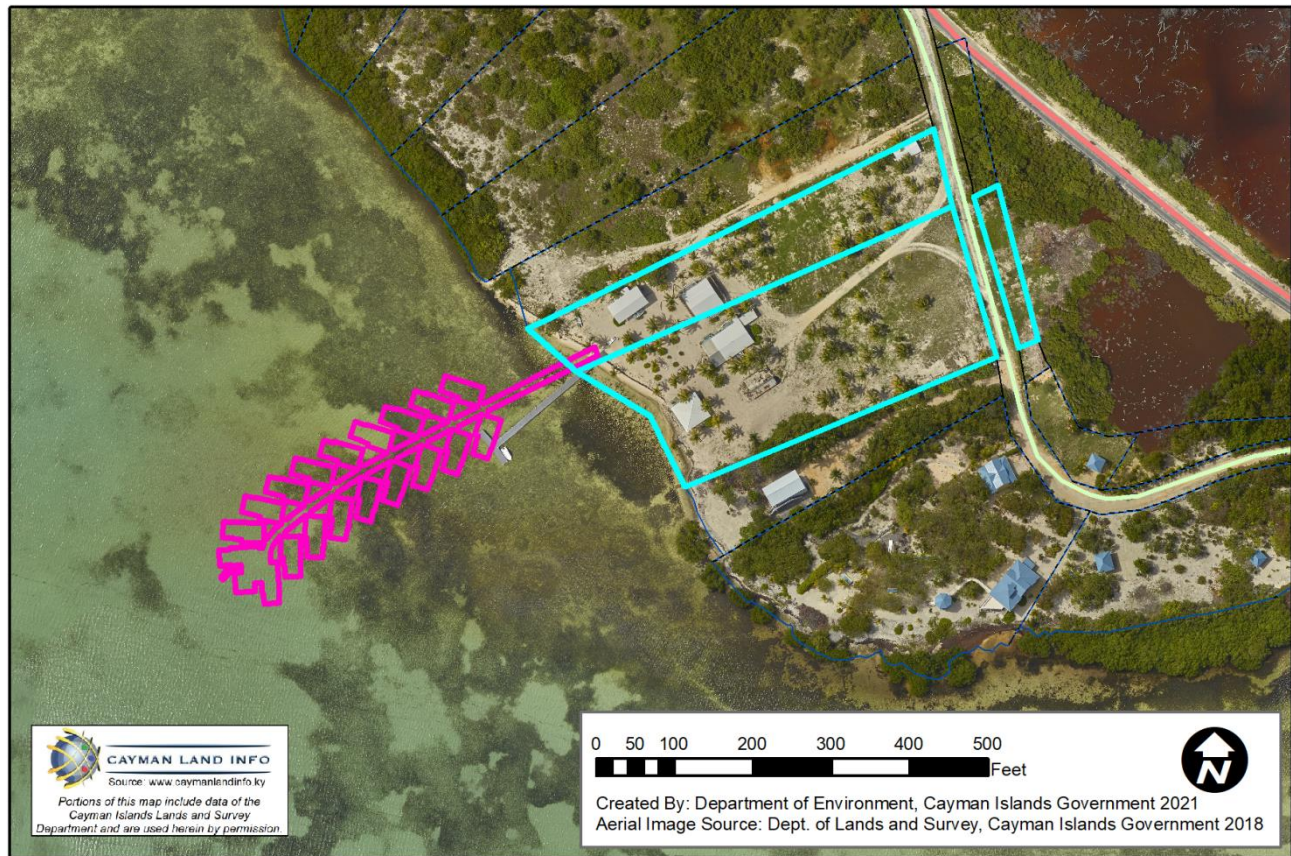 CAYMAN LAND INFO
Source: www.caymanlandinfo.ky
Portions of this map include data of the
Cayman Islands Lands and Survey
Department and are used herein by permission.
0 50 100 200 300 400 500
Feet
N
Created By: Department of Environment, Cayman Islands Government 2021
Aerial Image Source: Dept. of Lands and Survey, Cayman Islands Government 2018